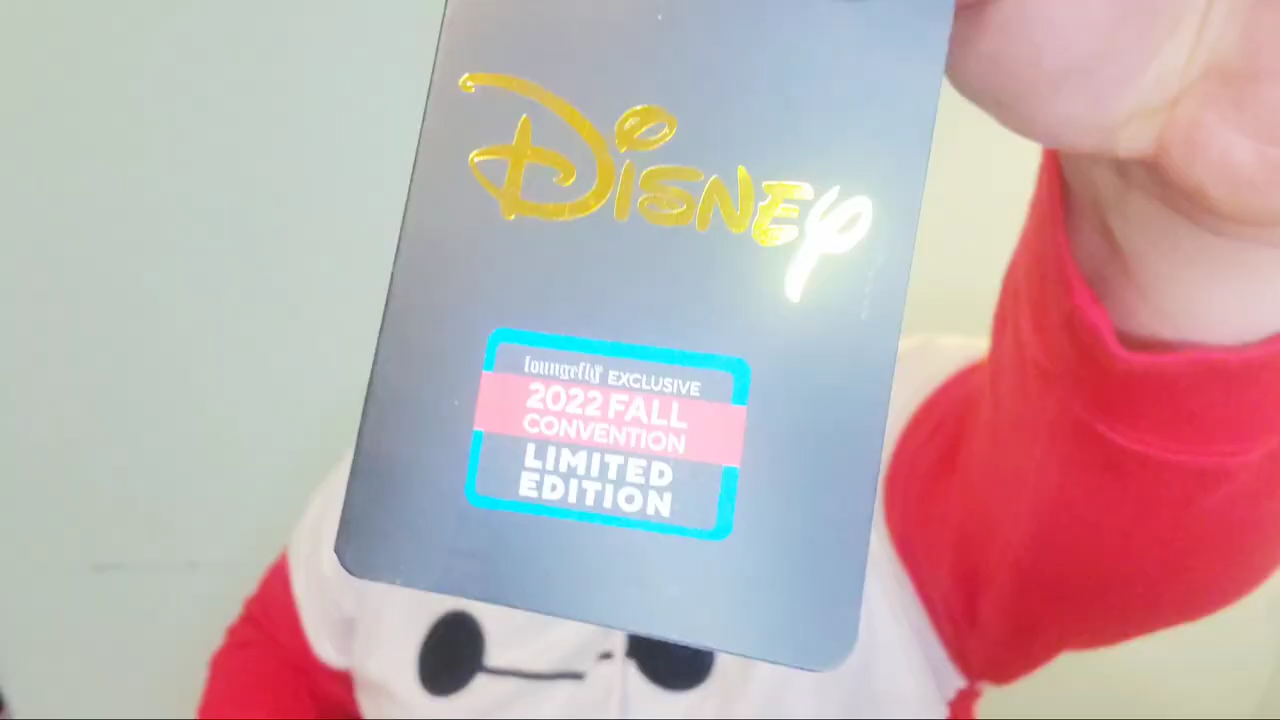 Disney
loungefly EXCLUSIVE
2022 FALL
CONVENTION
LIMITED
EDITION